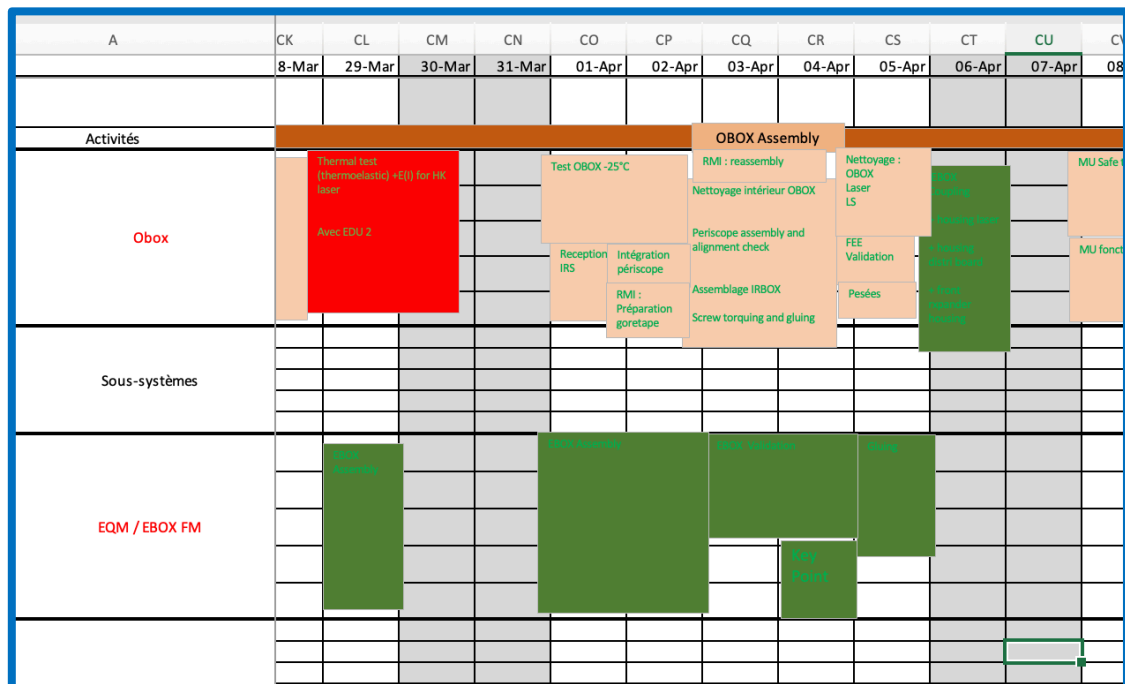 A CK CL CM CN CO CP CQ CR CS CT CU CV
8-Mar 29-Mar 30-Mar 31-Mar 01-Apr 02-Apr 03-Apr 04-Apr 05-Apr 06-Apr 07-Apr 08
Activités
OBOX Assembly
Obox
Thermal test
(thermoelastic) +E(I) for HK
laser
Avec EDU 2
Test OBOX -25°C
Reception
IRS
Intégration
périscope
RMI :
Préparation
goretape
RMI : reassembly
Nettoyage intérieur OBOX
Periscope assembly and
alignment check
Assemblage IRBOX
Screw torquing and gluing
Nettoyage :
OBOX
Laser
LS
FEE
Validation
Pesées
EBOX
MU Safe t
MU fonct
Sous-systèmes
EQM / EBOX FM
EBOX
assembly
EBOX Assembly
EBOX Validation
Gluing
Key
Point